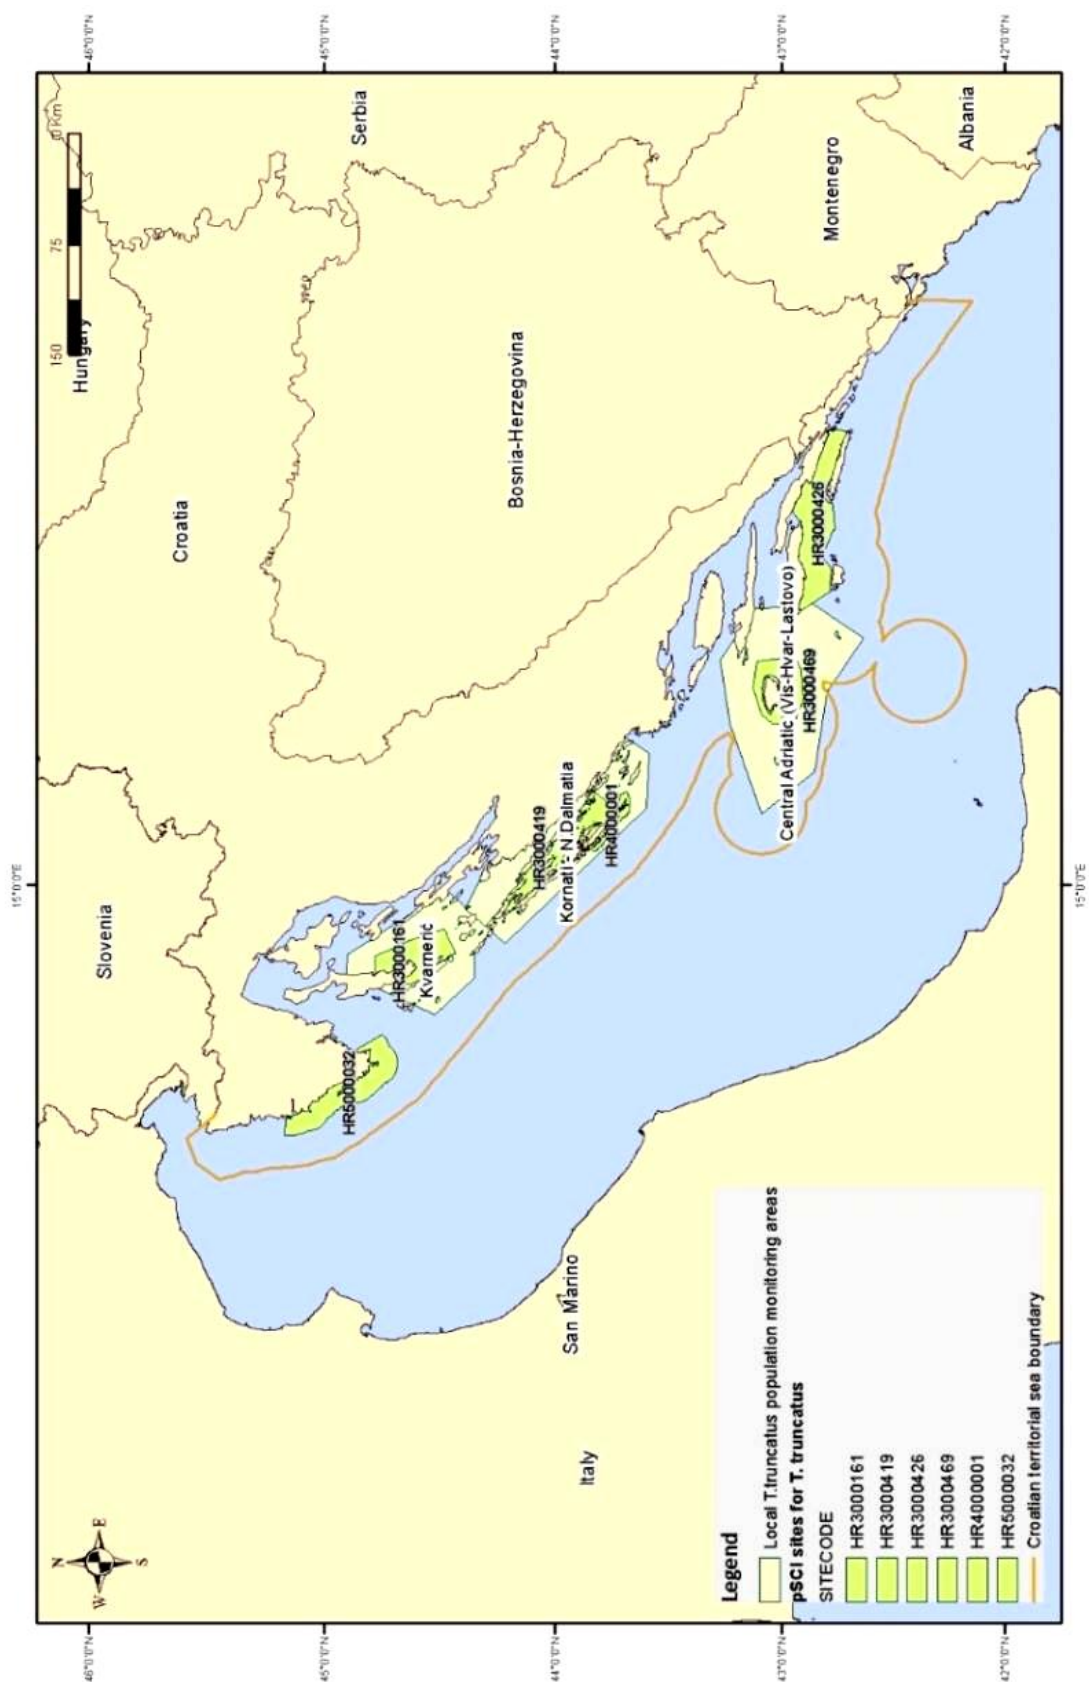 46°0'0"N
45°0'0"N
44°0'0"N
43°0'0"N
42°0'0"N
15°0'0"E
N
W
E
S
150
75
0 Km
Hungary
Slovenia
Croatia
Serbia
Bosnia-Herzegovina
Montenegro
Albania
Italy
San Marino
HR5000032
HR3000161
Kvarnerić
HR3000419
Kornati - N.Dalmatia
HR4000001
Central Adriatic (Vis-Hvar-Lastovo)
HR3000469
HR3000426
Legend
Local T.truncatus population monitoring areas
pSCI sites for T. truncatus
SITECODE
HR3000161
HR3000419
HR3000426
HR3000469
HR4000001
HR5000032
Croatian territorial sea boundary
15°0'0"E
46°0'0"N
45°0'0"N
44°0'0"N
43°0'0"N
42°0'0"N